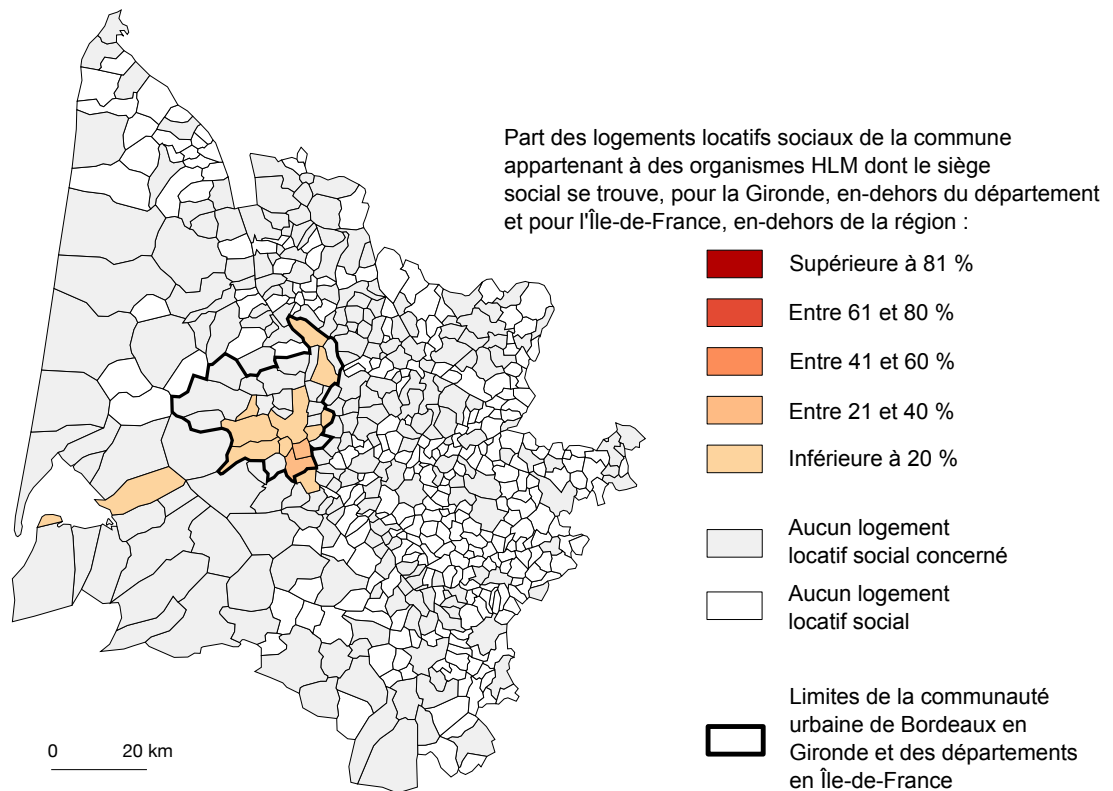 Part des logements locatifs sociaux de la commune
appartenant à des organismes HLM dont le siège
social se trouve, pour la Gironde, en-dehors du département
et pour l'Île-de-France, en-dehors de la région :
Supérieure à 81 %
Entre 61 et 80 %
Entre 41 et 60 %
Entre 21 et 40 %
Inférieure à 20 %
Aucun logement
locatif social concerné
Aucun logement
locatif social
Limites de la communauté
urbaine de Bordeaux en
Gironde et des départements
en Île-de-France
0 20 km